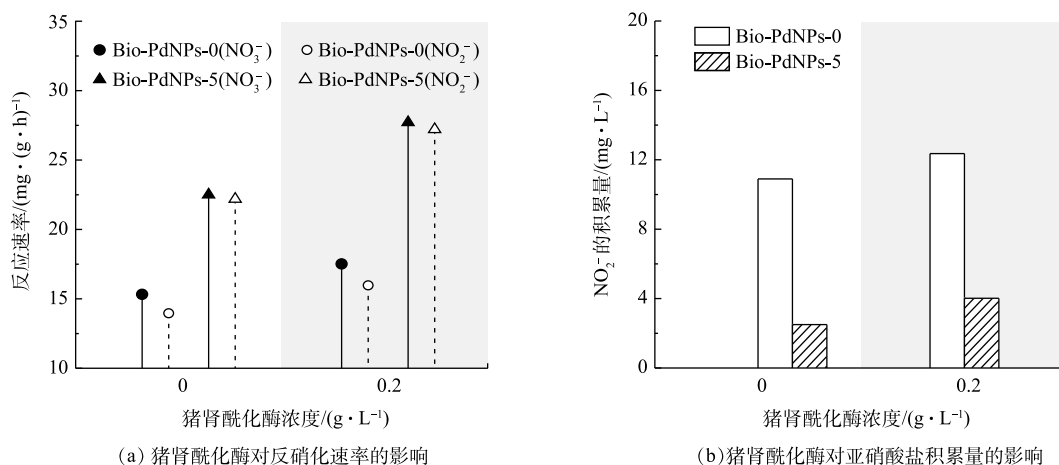 35
30
25
20
15
10
反应速率/(mg·(g·h)⁻¹)
Bio-PdNPs-0(NO₃⁻)
Bio-PdNPs-0(NO₂⁻)
Bio-PdNPs-5(NO₃⁻)
Bio-PdNPs-5(NO₂⁻)
0
0.2
猪肾酰化酶浓度/(g·L⁻¹)
(a) 猪肾酰化酶对反硝化速率的影响
20
16
12
8
4
0
NO₂⁻的积累量/(mg·L⁻¹)
Bio-PdNPs-0
Bio-PdNPs-5
0
0.2
猪肾酰化酶浓度/(g·L⁻¹)
(b)猪肾酰化酶对亚硝酸盐积累量的影响